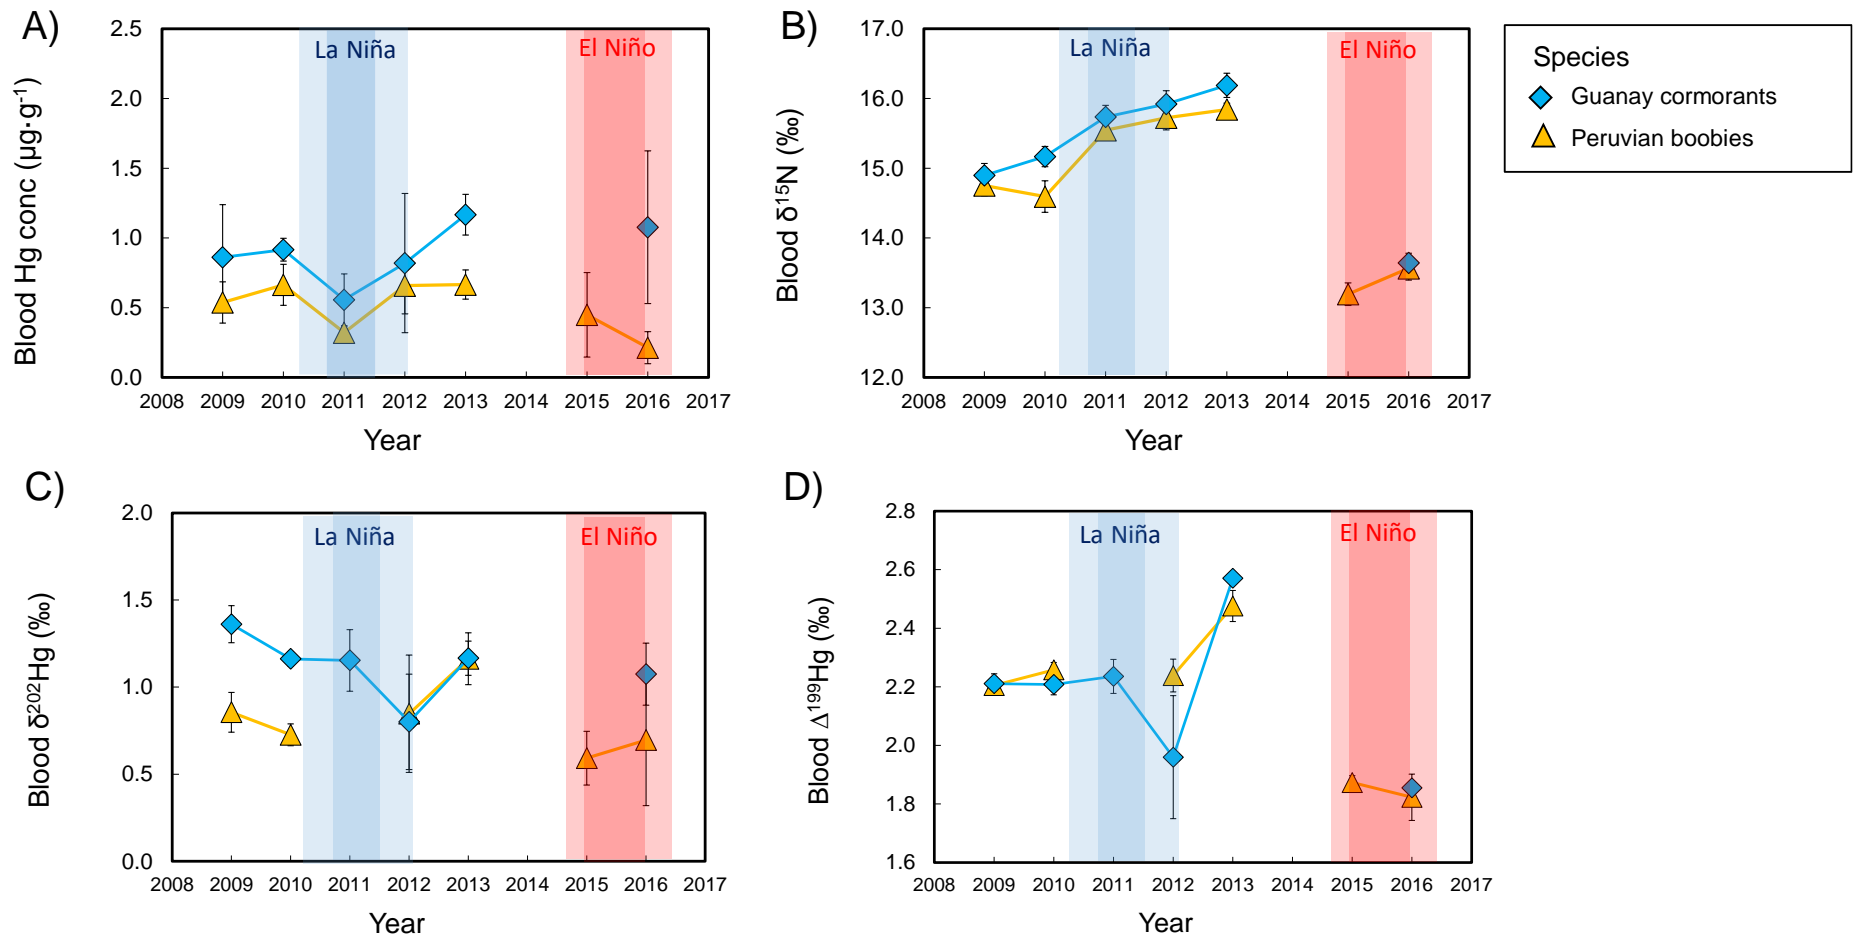 A)
2.5
2.0
1.5
1.0
0.5
0.0
Blood Hg conc (µg·g⁻¹)
La Niña
El Niño
2008 2009 2010 2011 2012 2013 2014 2015 2016 2017
Year
B)
17.0
16.0
15.0
14.0
13.0
12.0
Blood δ¹⁵N (‰)
La Niña
El Niño
2008 2009 2010 2011 2012 2013 2014 2015 2016 2017
Year
Species
Guanay cormorants
Peruvian boobies
C)
2.0
1.5
1.0
0.5
0.0
Blood δ²⁰²Hg (‰)
La Niña
El Niño
2008 2009 2010 2011 2012 2013 2014 2015 2016 2017
Year
D)
2.8
2.6
2.4
2.2
2.0
1.8
1.6
Blood Δ¹⁹⁹Hg (‰)
La Niña
El Niño
2008 2009 2010 2011 2012 2013 2014 2015 2016 2017
Year